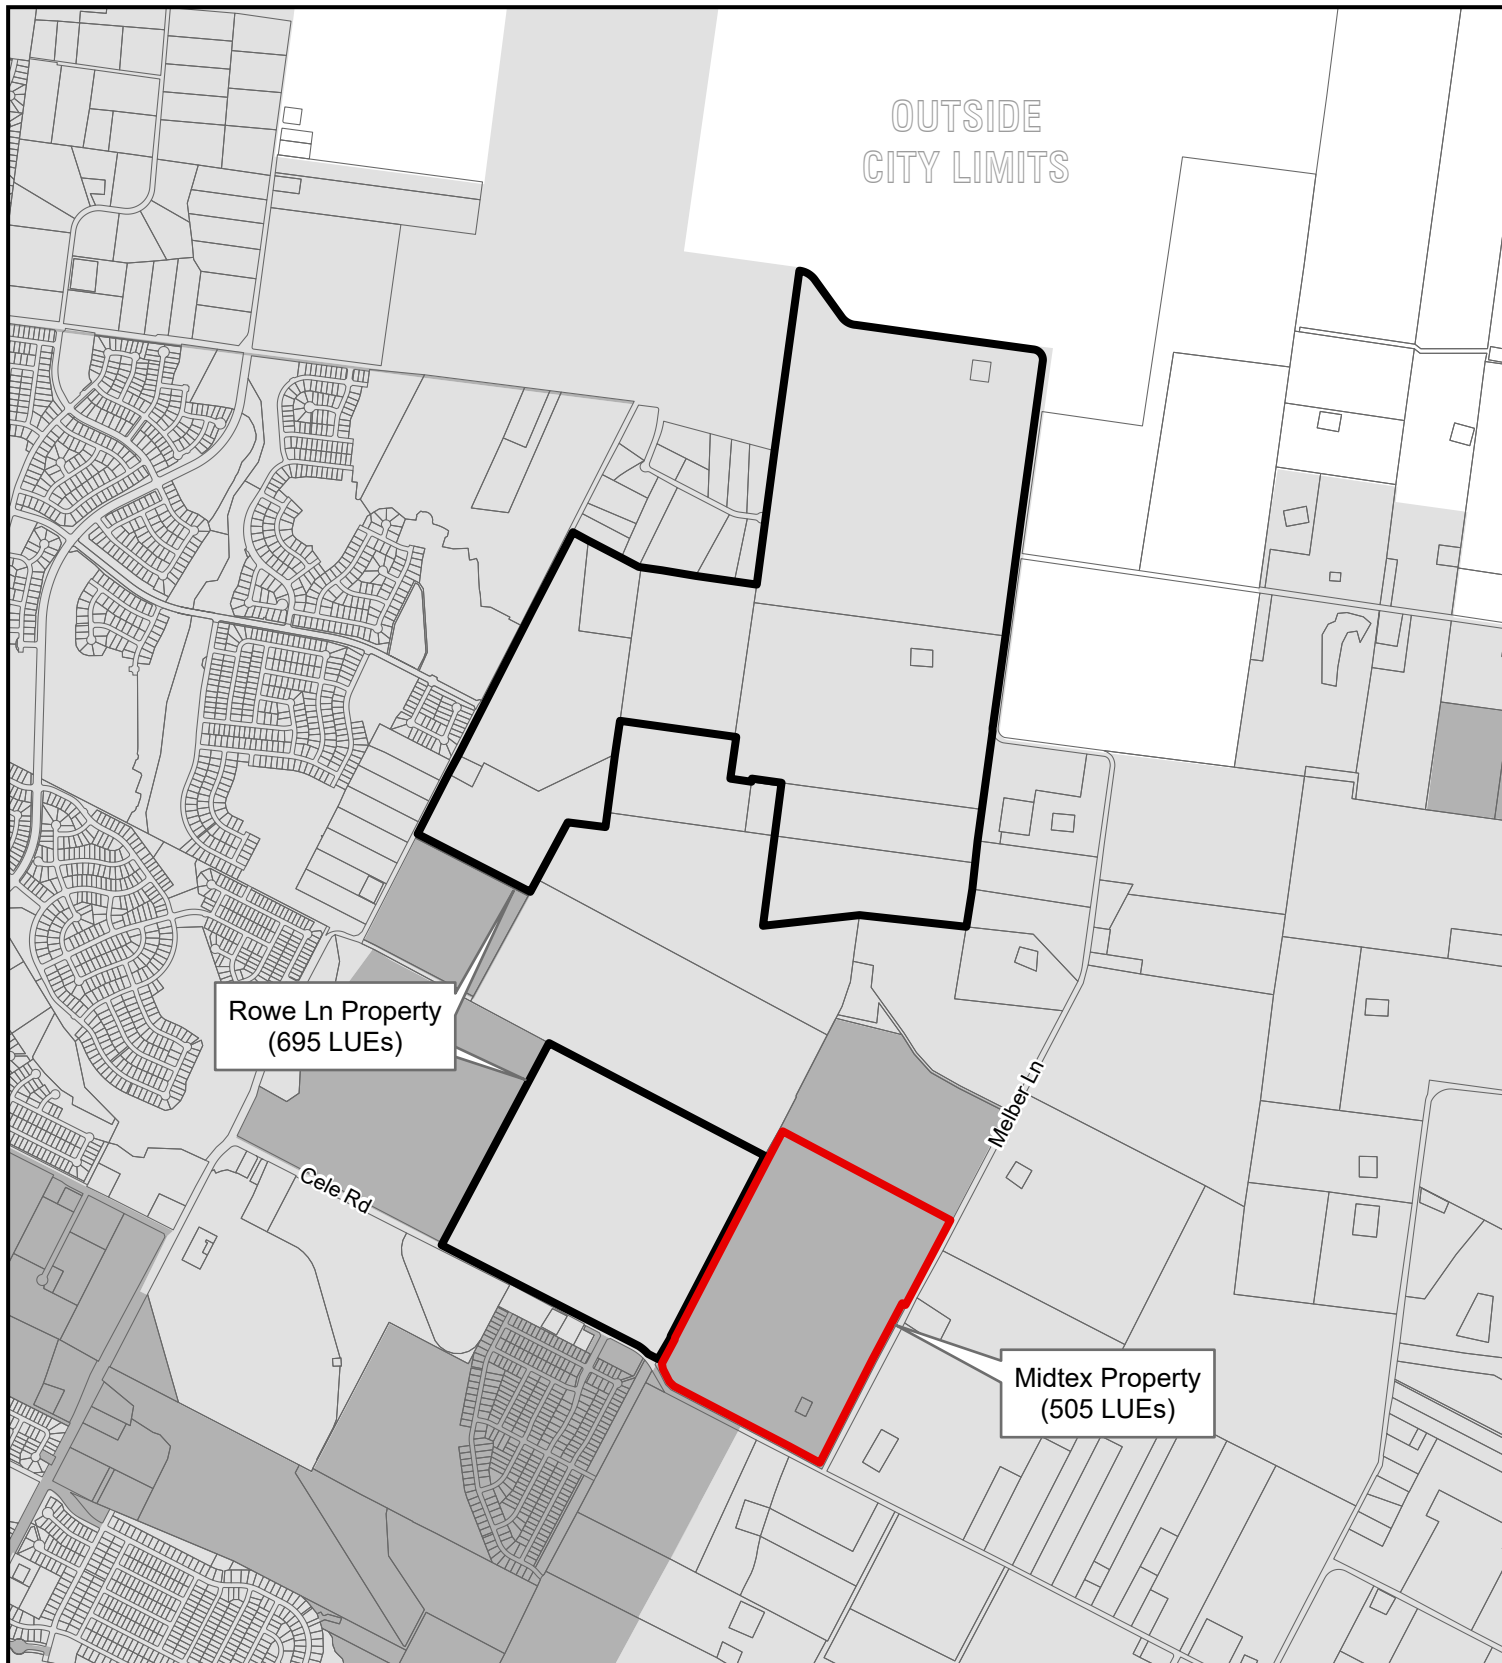 OUTSIDE
CITY LIMITS
Rowe Ln Property
(695 LUEs)
Melber Ln
Cele Rd
Midtex Property
(505 LUEs)